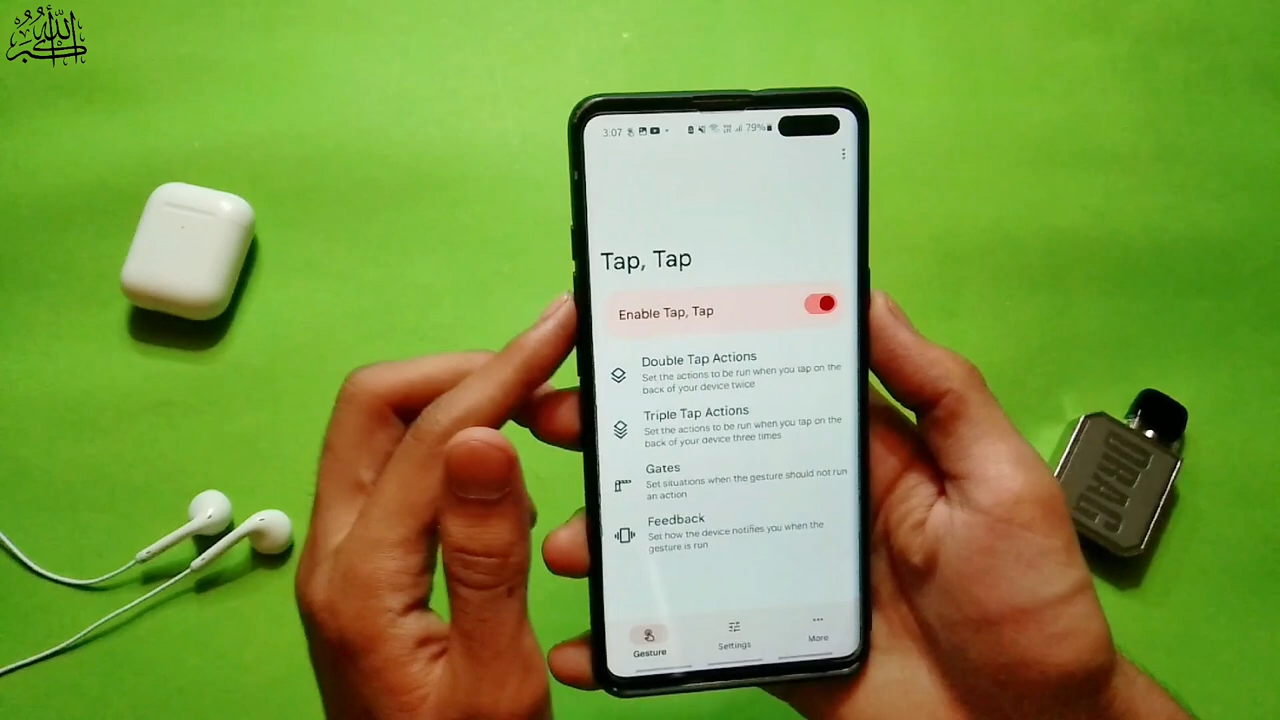 الله أكبر
3:07
79%
Tap, Tap
Enable Tap, Tap
Double Tap Actions
Set the actions to be run when you tap on the
back of your device twice
Triple Tap Actions
Set the actions to be run when you tap on the
back of your device three times
Gates
Set situations when the gesture should not run
an action
Feedback
Set how the device notifies you when the
gesture is run
Gesture
Settings
More
DRAG